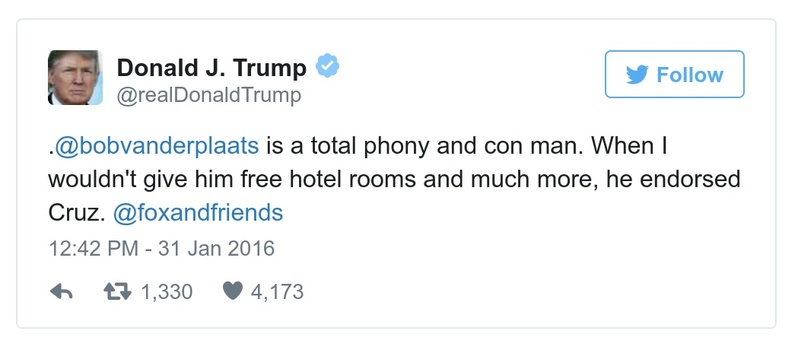 Donald J. Trump
@realDonaldTrump
Follow
.@bobvanderplaats is a total phony and con man. When I
wouldn't give him free hotel rooms and much more, he endorsed
Cruz. @foxandfriends
12:42 PM - 31 Jan 2016
1,330 4,173